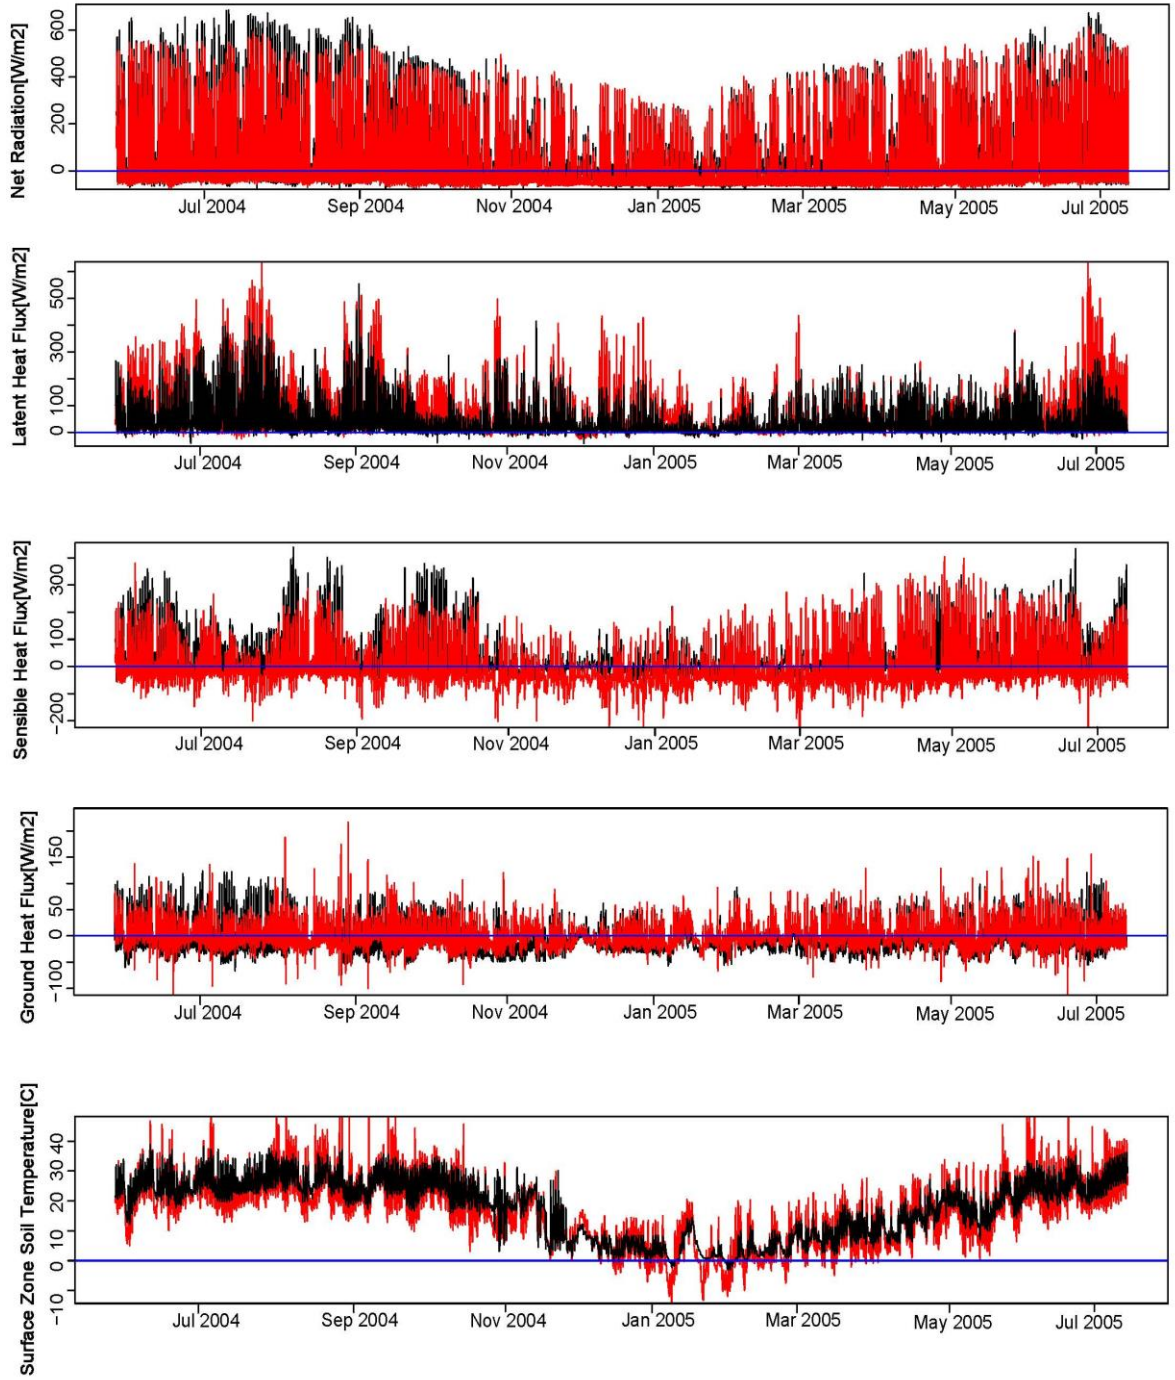 Net Radiation[W/m2]
600
400
200
0
Jul 2004 Sep 2004 Nov 2004 Jan 2005 Mar 2005 May 2005 Jul 2005
Latent Heat Flux[W/m2]
500
300
100
0
Jul 2004 Sep 2004 Nov 2004 Jan 2005 Mar 2005 May 2005 Jul 2005
Sensible Heat Flux[W/m2]
300
100
0
−200
Jul 2004 Sep 2004 Nov 2004 Jan 2005 Mar 2005 May 2005 Jul 2005
Ground Heat Flux[W/m2]
150
50
0
−100
Jul 2004 Sep 2004 Nov 2004 Jan 2005 Mar 2005 May 2005 Jul 2005
Surface Zone Soil Temperature[C]
40
30
20
10
0
−10
Jul 2004 Sep 2004 Nov 2004 Jan 2005 Mar 2005 May 2005 Jul 2005